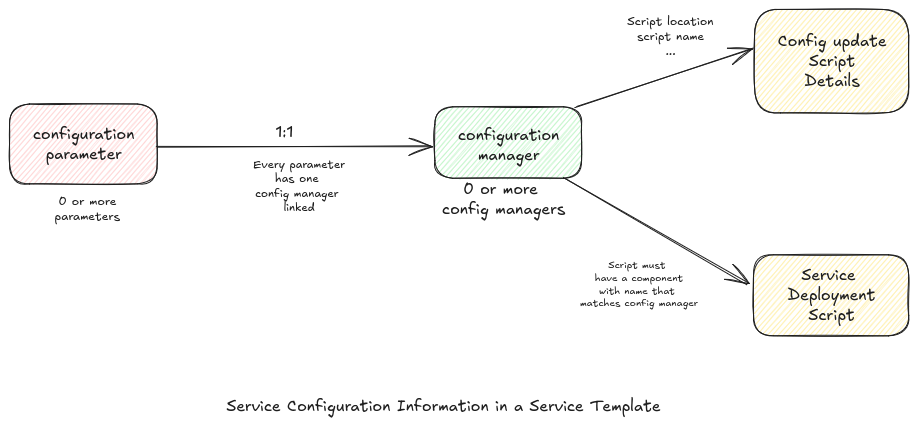 configuration
parameter
0 or more
parameters
1:1
Every parameter
has one
config manager
linked
configuration
manager
0 or more
config managers
Script location
script name
...
Config update
Script
Details
Script must
have a component
with name that
matches config manager
Service
Deployment
Script
Service Configuration Information in a Service Template